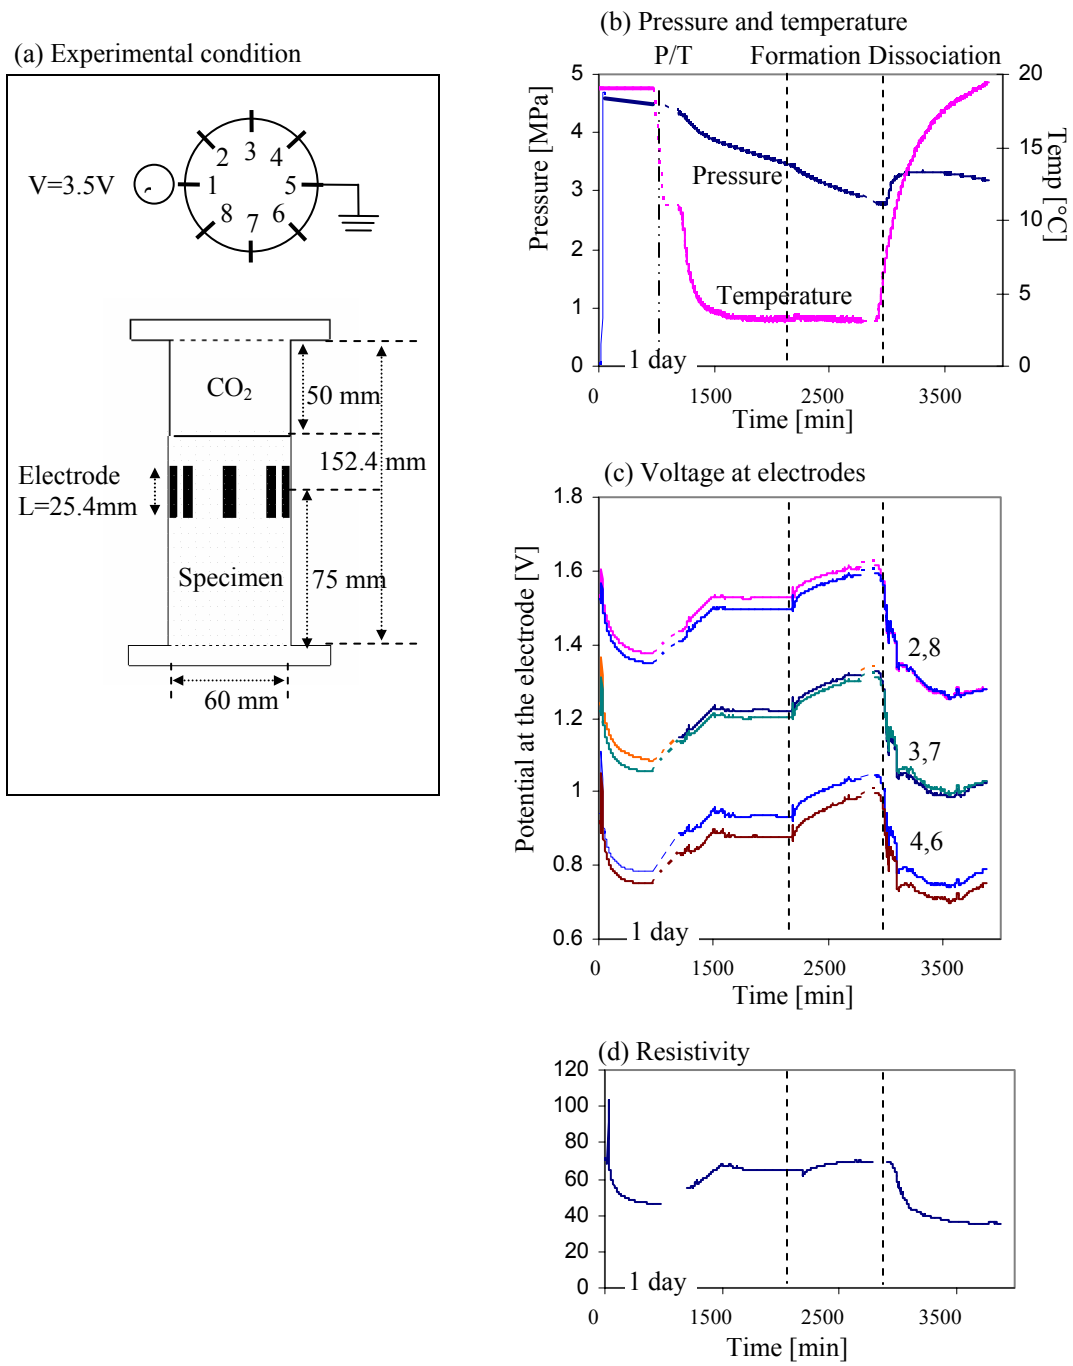 (a) Experimental condition
2 3 4
V=3.5V 1 5
8 7 6
CO2
50 mm
152.4 mm
Electrode
L=25.4mm
Specimen
75 mm
60 mm
(b) Pressure and temperature
P/T Formation Dissociation
Pressure [MPa]
5
4
3
2
1
0
20
15
10
5
0
Temp [°C]
Pressure
Temperature
1 day
0 1500 2500 3500
Time [min]
(c) Voltage at electrodes
Potential at the electrode [V]
1.8
1.6
1.4
1.2
1
0.8
0.6
2,8
3,7
4,6
1 day
0 1500 2500 3500
Time [min]
(d) Resistivity
120
100
80
60
40
20
0
1 day
0 1500 2500 3500
Time [min]